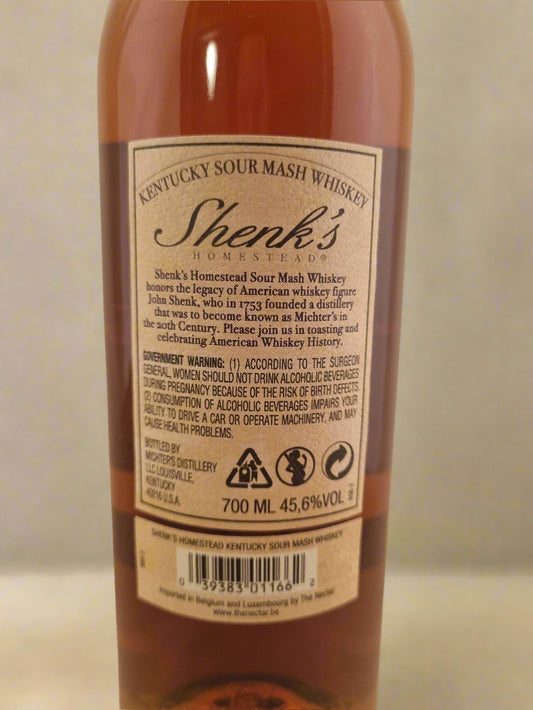 KENTUCKY SOUR MASH WHISKEY
Shenk's
HOMESTEAD®
Shenk's Homestead Sour Mash Whiskey
honors the legacy of American whiskey figure
John Shenk, who in 1753 founded a distillery
that was to become known as Michter's in
the 20th Century. Please join us in toasting and
celebrating American Whiskey History.
GOVERNMENT WARNING: (1) ACCORDING TO THE SURGEON
GENERAL, WOMEN SHOULD NOT DRINK ALCOHOLIC BEVERAGES
DURING PREGNANCY BECAUSE OF THE RISK OF BIRTH DEFECTS.
(2) CONSUMPTION OF ALCOHOLIC BEVERAGES IMPAIRS YOUR
ABILITY TO DRIVE A CAR OR OPERATE MACHINERY, AND MAY
CAUSE HEALTH PROBLEMS.
BOTTLED BY
MICHTER'S DISTILLERY
LLC LOUISVILLE,
KENTUCKY
40216 U.S.A.
700 ML 45,6%VOL
SHENK'S HOMESTEAD KENTUCKY SOUR MASH WHISKEY
0 39383 01166 2
Imported in Belgium and Luxembourg by The Nectar
www.thenectar.be